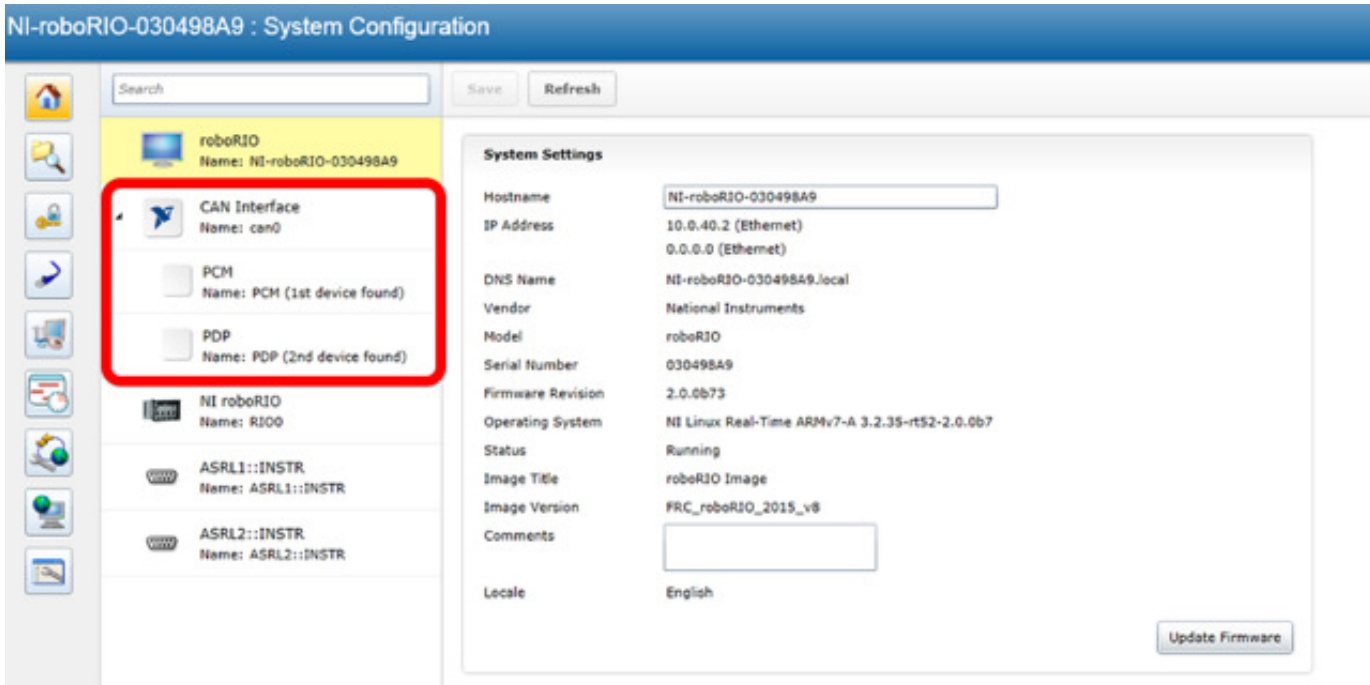 NI-roboRIO-030498A9 : System Configuration
Search
Save
Refresh
roboRIO
Name: NI-roboRIO-030498A9
CAN Interface
Name: can0
PCM
Name: PCM (1st device found)
PDP
Name: PDP (2nd device found)
NI roboRIO
Name: RIO0
ASRL1::INSTR
Name: ASRL1::INSTR
ASRL2::INSTR
Name: ASRL2::INSTR
System Settings
Hostname NI-roboRIO-030498A9
IP Address 10.0.40.2 (Ethernet)
0.0.0.0 (Ethernet)
DNS Name NI-roboRIO-030498A9.local
Vendor National Instruments
Model roboRIO
Serial Number 030498A9
Firmware Revision 2.0.0b73
Operating System NI Linux Real-Time ARMv7-A 3.2.35-rt52-2.0.0b7
Status Running
Image Title roboRIO Image
Image Version FRC_roboRIO_2015_v8
Comments
Locale English
Update Firmware